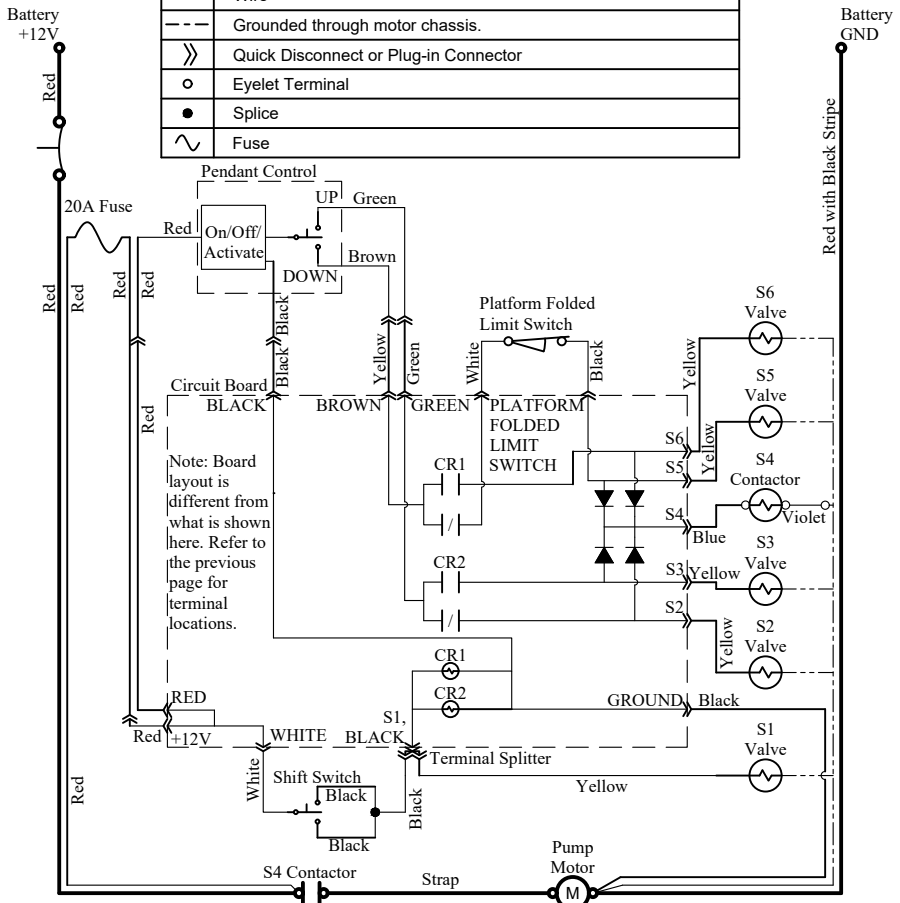 Grounded through motor chassis.
Quick Disconnect or Plug-in Connector
Eyelet Terminal
Splice
Fuse
Battery
+12V
Battery
GND
Red
Red with Black Stripe
Pendant Control
20A Fuse
Red
On/Off/
Activate
UP
Green
Brown
DOWN
Red
Red
Red
Red
Black
Black
Yellow
Green
Platform Folded
Limit Switch
White
Black
S6
Valve
Yellow
S5
Valve
Yellow
S4
Contactor
Violet
Blue
S3
Valve
Yellow
S2
Valve
Yellow
Circuit Board
BLACK
BROWN
GREEN
PLATFORM
FOLDED
LIMIT
SWITCH
Red
Note: Board
layout is
different from
what is shown
here. Refer to
the previous
page for
terminal
locations.
CR1
S6
S5
S4
CR2
S3
S2
CR1
CR2
GROUND
Black
RED
Red
+12V
WHITE
S1,
BLACK
Terminal Splitter
S1
Valve
Yellow
White
Shift Switch
Black
Black
Black
Red
S4 Contactor
Strap
Pump
Motor
M